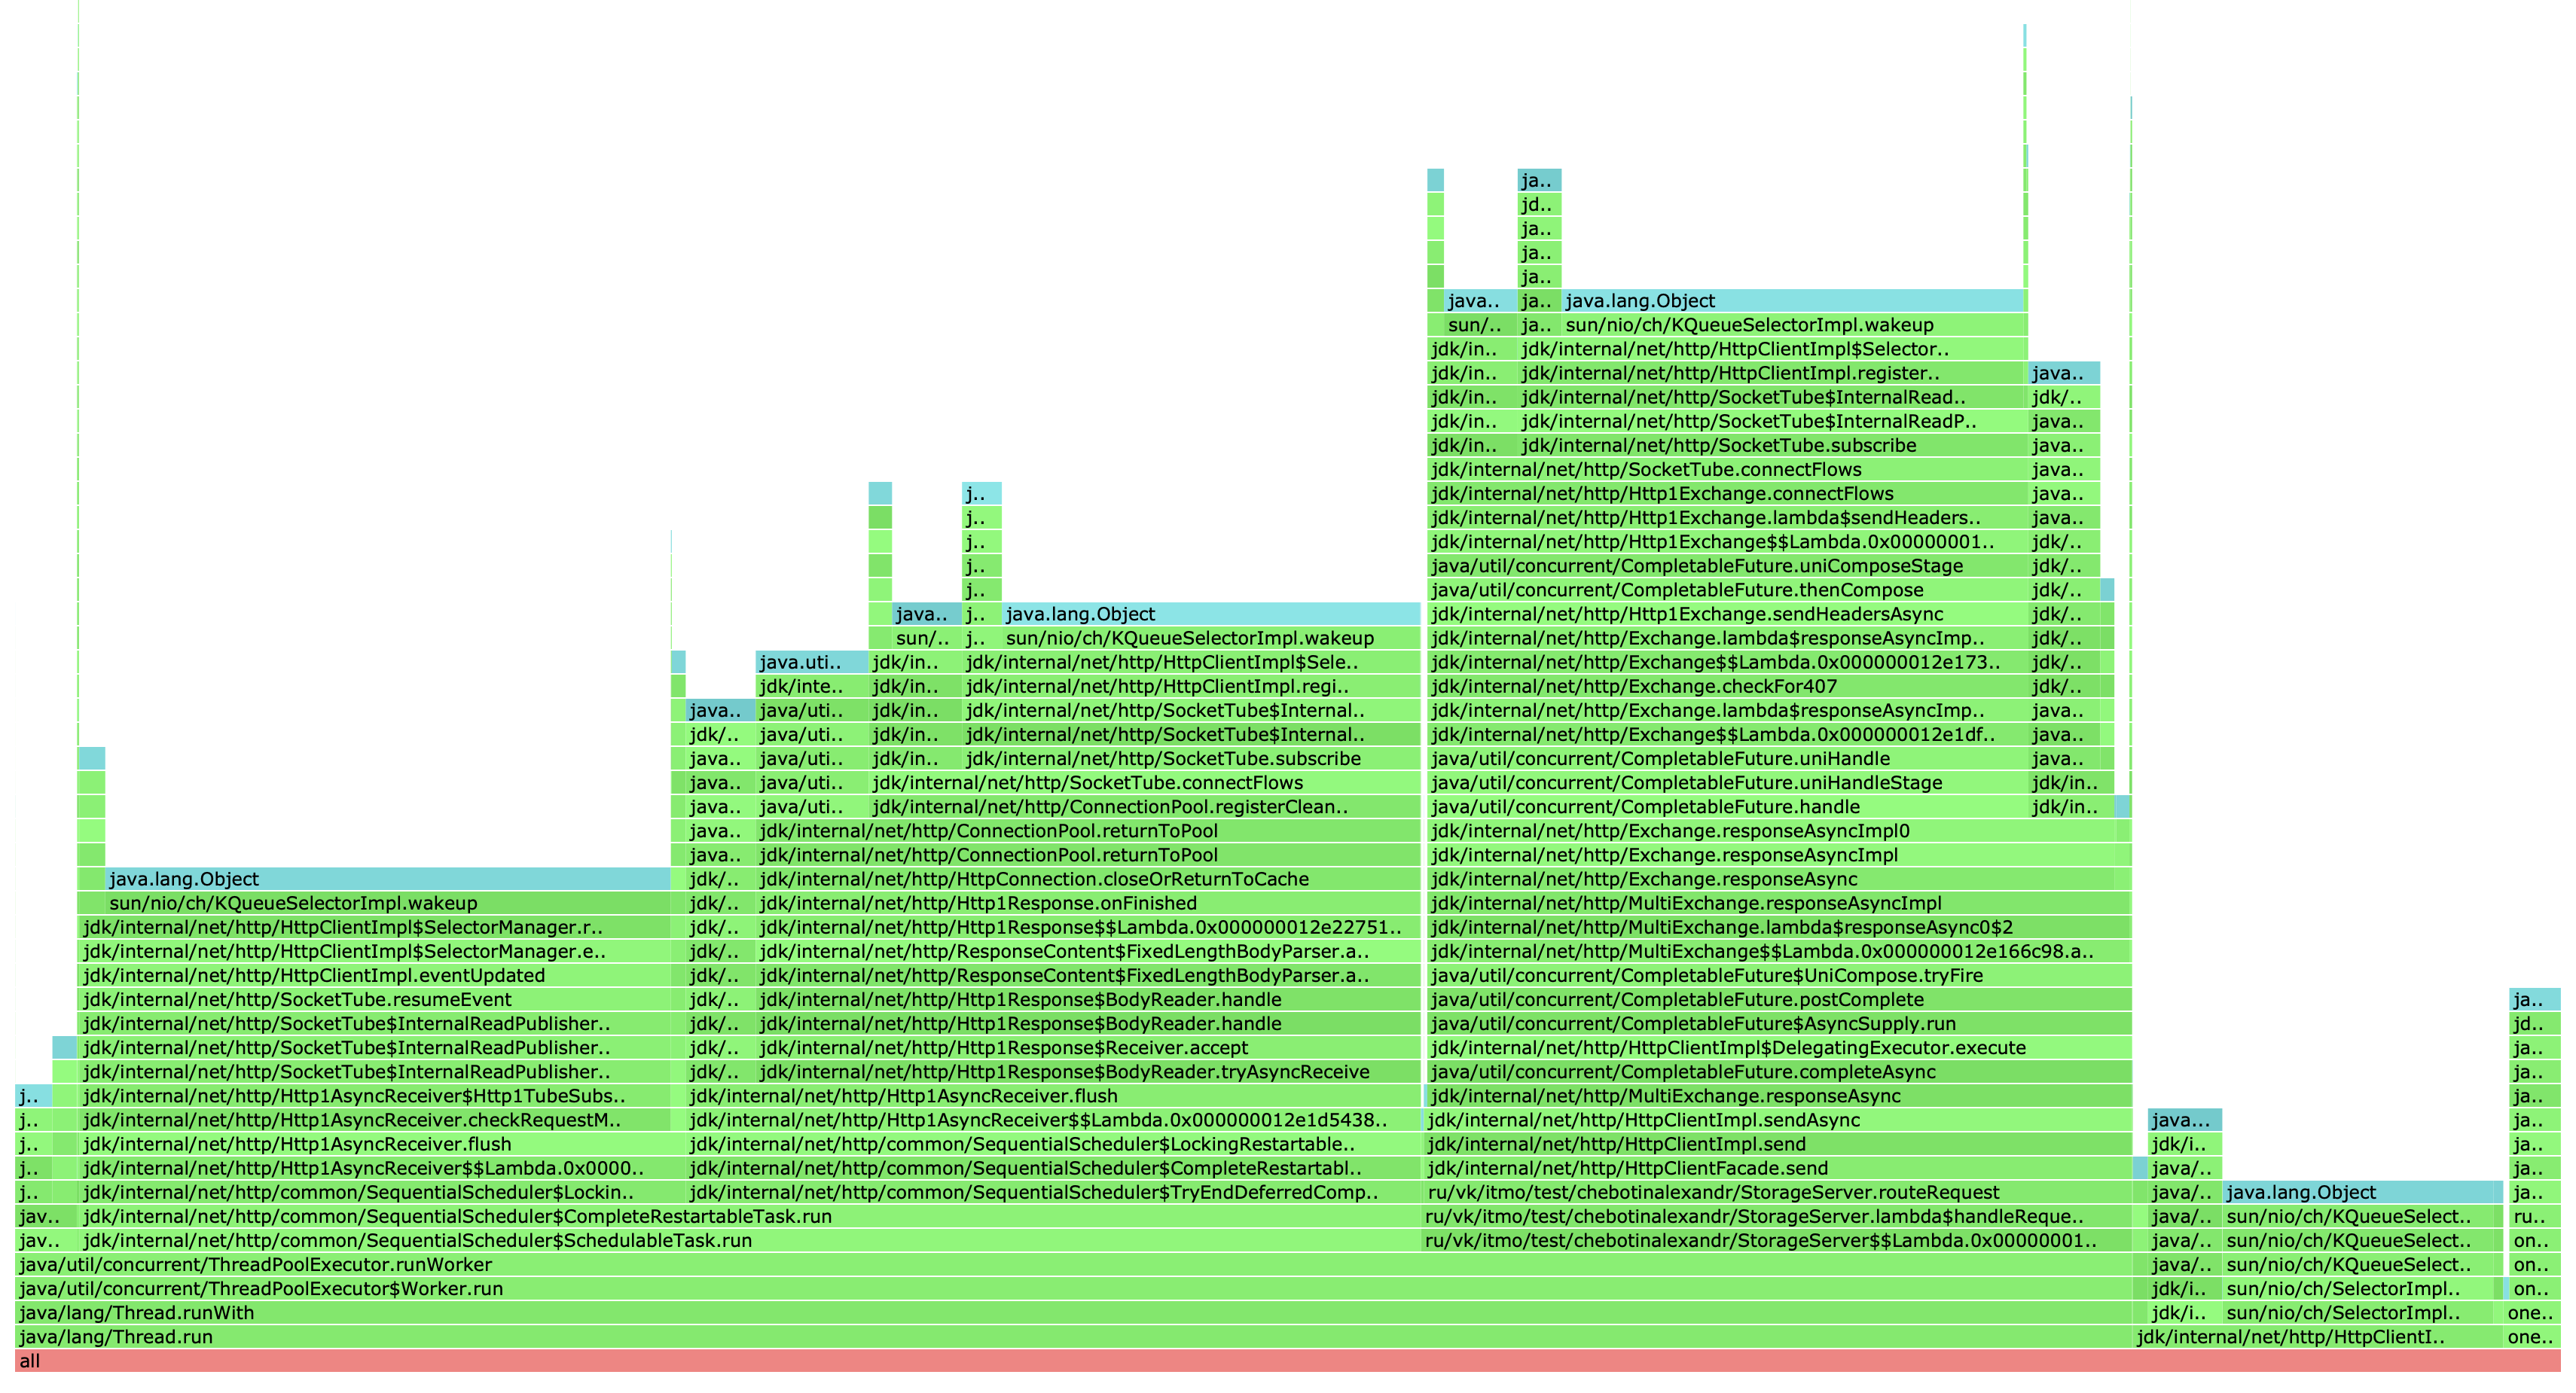 ja..
jd..
ja..
ja..
ja..
java.. ja.. java.lang.Object
sun/.. ja.. sun/nio/ch/KQueueSelectorImpl.wakeup
jdk/in.. jdk/internal/net/http/HttpClientImpl$Selector..
jdk/in.. jdk/internal/net/http/HttpClientImpl.register.. java..
jdk/in.. jdk/internal/net/http/SocketTube$InternalRead.. jdk/..
jdk/in.. jdk/internal/net/http/SocketTube$InternalReadP.. java..
jdk/in.. jdk/internal/net/http/SocketTube.subscribe java..
jdk/internal/net/http/SocketTube.connectFlows java..
j.. jdk/internal/net/http/Http1Exchange.connectFlows java..
j.. jdk/internal/net/http/Http1Exchange.lambda$sendHeaders.. java..
j.. jdk/internal/net/http/Http1Exchange$$Lambda.0x00000001.. jdk/..
j.. java/util/concurrent/CompletableFuture.uniComposeStage jdk/..
j.. java/util/concurrent/CompletableFuture.thenCompose jdk/..
java.. j.. java.lang.Object jdk/internal/net/http/Http1Exchange.sendHeadersAsync jdk/..
sun/.. j.. sun/nio/ch/KQueueSelectorImpl.wakeup jdk/internal/net/http/Exchange.lambda$responseAsyncImp.. jdk/..
java.uti.. jdk/in.. jdk/internal/net/http/HttpClientImpl$Sele.. jdk/internal/net/http/Exchange$$Lambda.0x000000012e173.. jdk/..
jdk/inte.. jdk/in.. jdk/internal/net/http/HttpClientImpl.regi.. jdk/internal/net/http/Exchange.checkFor407 jdk/..
java.. java/uti.. jdk/in.. jdk/internal/net/http/SocketTube$Internal.. jdk/internal/net/http/Exchange.lambda$responseAsyncImp.. java..
jdk/.. java/uti.. jdk/in.. jdk/internal/net/http/SocketTube$Internal.. jdk/internal/net/http/Exchange$$Lambda.0x000000012e1df.. java..
java.. java/uti.. jdk/in.. jdk/internal/net/http/SocketTube.subscribe java/util/concurrent/CompletableFuture.uniHandle java..
java.. java/uti.. jdk/internal/net/http/SocketTube.connectFlows java/util/concurrent/CompletableFuture.uniHandleStage jdk/in..
java.. java/uti.. jdk/internal/net/http/ConnectionPool.registerClean.. java/util/concurrent/CompletableFuture.handle jdk/in..
java.. jdk/internal/net/http/ConnectionPool.returnToPool jdk/internal/net/http/Exchange.responseAsyncImpl0
java.. jdk/internal/net/http/ConnectionPool.returnToPool jdk/internal/net/http/Exchange.responseAsyncImpl
java.lang.Object jdk/.. jdk/internal/net/http/HttpConnection.closeOrReturnToCache jdk/internal/net/http/Exchange.responseAsync
sun/nio/ch/KQueueSelectorImpl.wakeup jdk/.. jdk/internal/net/http/Http1Response.onFinished jdk/internal/net/http/MultiExchange.responseAsyncImpl
jdk/internal/net/http/HttpClientImpl$SelectorManager.r.. jdk/.. jdk/internal/net/http/Http1Response$$Lambda.0x000000012e22751.. jdk/internal/net/http/MultiExchange.lambda$responseAsync0$2
jdk/internal/net/http/HttpClientImpl$SelectorManager.e.. jdk/.. jdk/internal/net/http/ResponseContent$FixedLengthBodyParser.a.. jdk/internal/net/http/MultiExchange$$Lambda.0x000000012e166c98.a..
jdk/internal/net/http/HttpClientImpl.eventUpdated jdk/.. jdk/internal/net/http/ResponseContent$FixedLengthBodyParser.a.. java/util/concurrent/CompletableFuture$UniCompose.tryFire
jdk/internal/net/http/SocketTube.resumeEvent jdk/.. jdk/internal/net/http/Http1Response$BodyReader.handle java/util/concurrent/CompletableFuture.postComplete ja..
jdk/internal/net/http/SocketTube$InternalReadPublisher.. jdk/.. jdk/internal/net/http/Http1Response$BodyReader.handle java/util/concurrent/CompletableFuture$AsyncSupply.run jd..
jdk/internal/net/http/SocketTube$InternalReadPublisher.. jdk/.. jdk/internal/net/http/Http1Response$Receiver.accept jdk/internal/net/http/HttpClientImpl$DelegatingExecutor.execute ja..
jdk/internal/net/http/SocketTube$InternalReadPublisher.. jdk/.. jdk/internal/net/http/Http1Response$BodyReader.tryAsyncReceive java/util/concurrent/CompletableFuture.completeAsync ja..
j.. jdk/internal/net/http/Http1AsyncReceiver$Http1TubeSubs.. jdk/internal/net/http/Http1AsyncReceiver.flush jdk/internal/net/http/MultiExchange.responseAsync ja..
j.. jdk/internal/net/http/Http1AsyncReceiver.checkRequestM.. jdk/internal/net/http/Http1AsyncReceiver$$Lambda.0x000000012e1d5438.. jdk/internal/net/http/HttpClientImpl.sendAsync java... ja..
j.. jdk/internal/net/http/Http1AsyncReceiver.flush jdk/internal/net/http/common/SequentialScheduler$LockingRestartable.. jdk/internal/net/http/HttpClientImpl.send jdk/i.. ja..
j.. jdk/internal/net/http/Http1AsyncReceiver$$Lambda.0x0000.. jdk/internal/net/http/common/SequentialScheduler$CompleteRestartabl.. jdk/internal/net/http/HttpClientFacade.send java/.. ja..
j.. jdk/internal/net/http/common/SequentialScheduler$Lockin.. jdk/internal/net/http/common/SequentialScheduler$TryEndDeferredComp.. ru/vk/itmo/test/chebotinalexandr/StorageServer.routeRequest java/.. java.lang.Object ja..
jav.. jdk/internal/net/http/common/SequentialScheduler$CompleteRestartableTask.run ru/vk/itmo/test/chebotinalexandr/StorageServer.lambda$handleReque.. java/.. sun/nio/ch/KQueueSelect.. ru..
jav.. jdk/internal/net/http/common/SequentialScheduler$SchedulableTask.run ru/vk/itmo/test/chebotinalexandr/StorageServer$$Lambda.0x00000001.. java/.. sun/nio/ch/KQueueSelect.. on..
java/util/concurrent/ThreadPoolExecutor.runWorker java/.. sun/nio/ch/KQueueSelect.. on..
java/util/concurrent/ThreadPoolExecutor$Worker.run jdk/i.. sun/nio/ch/SelectorImpl.. on..
java/lang/Thread.runWith jdk/i.. sun/nio/ch/SelectorImpl.. one..
java/lang/Thread.run jdk/internal/net/http/HttpClientI.. one..
all